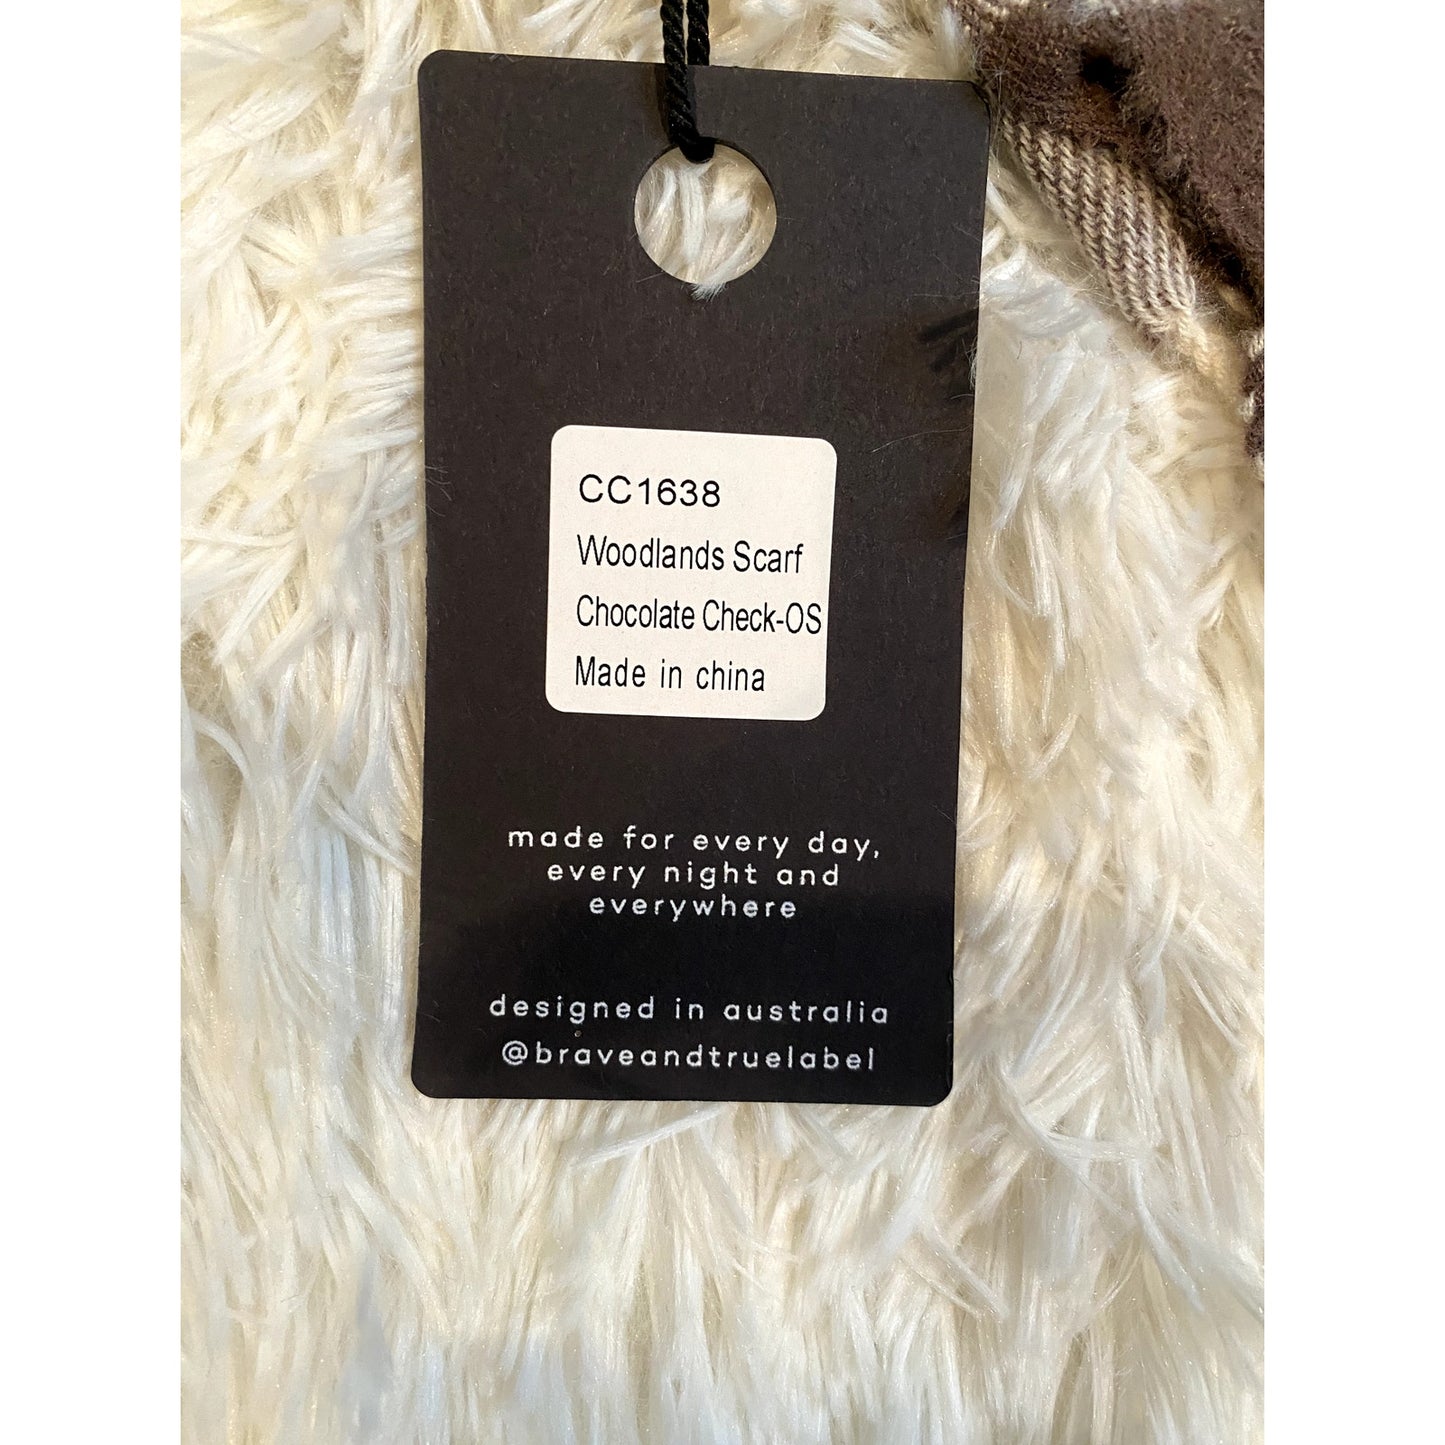 CC1638
Woodlands Scarf
Chocolate Check-OS
Made in china
made for every day,
every night and
everywhere
designed in australia
@braveandtruelabel